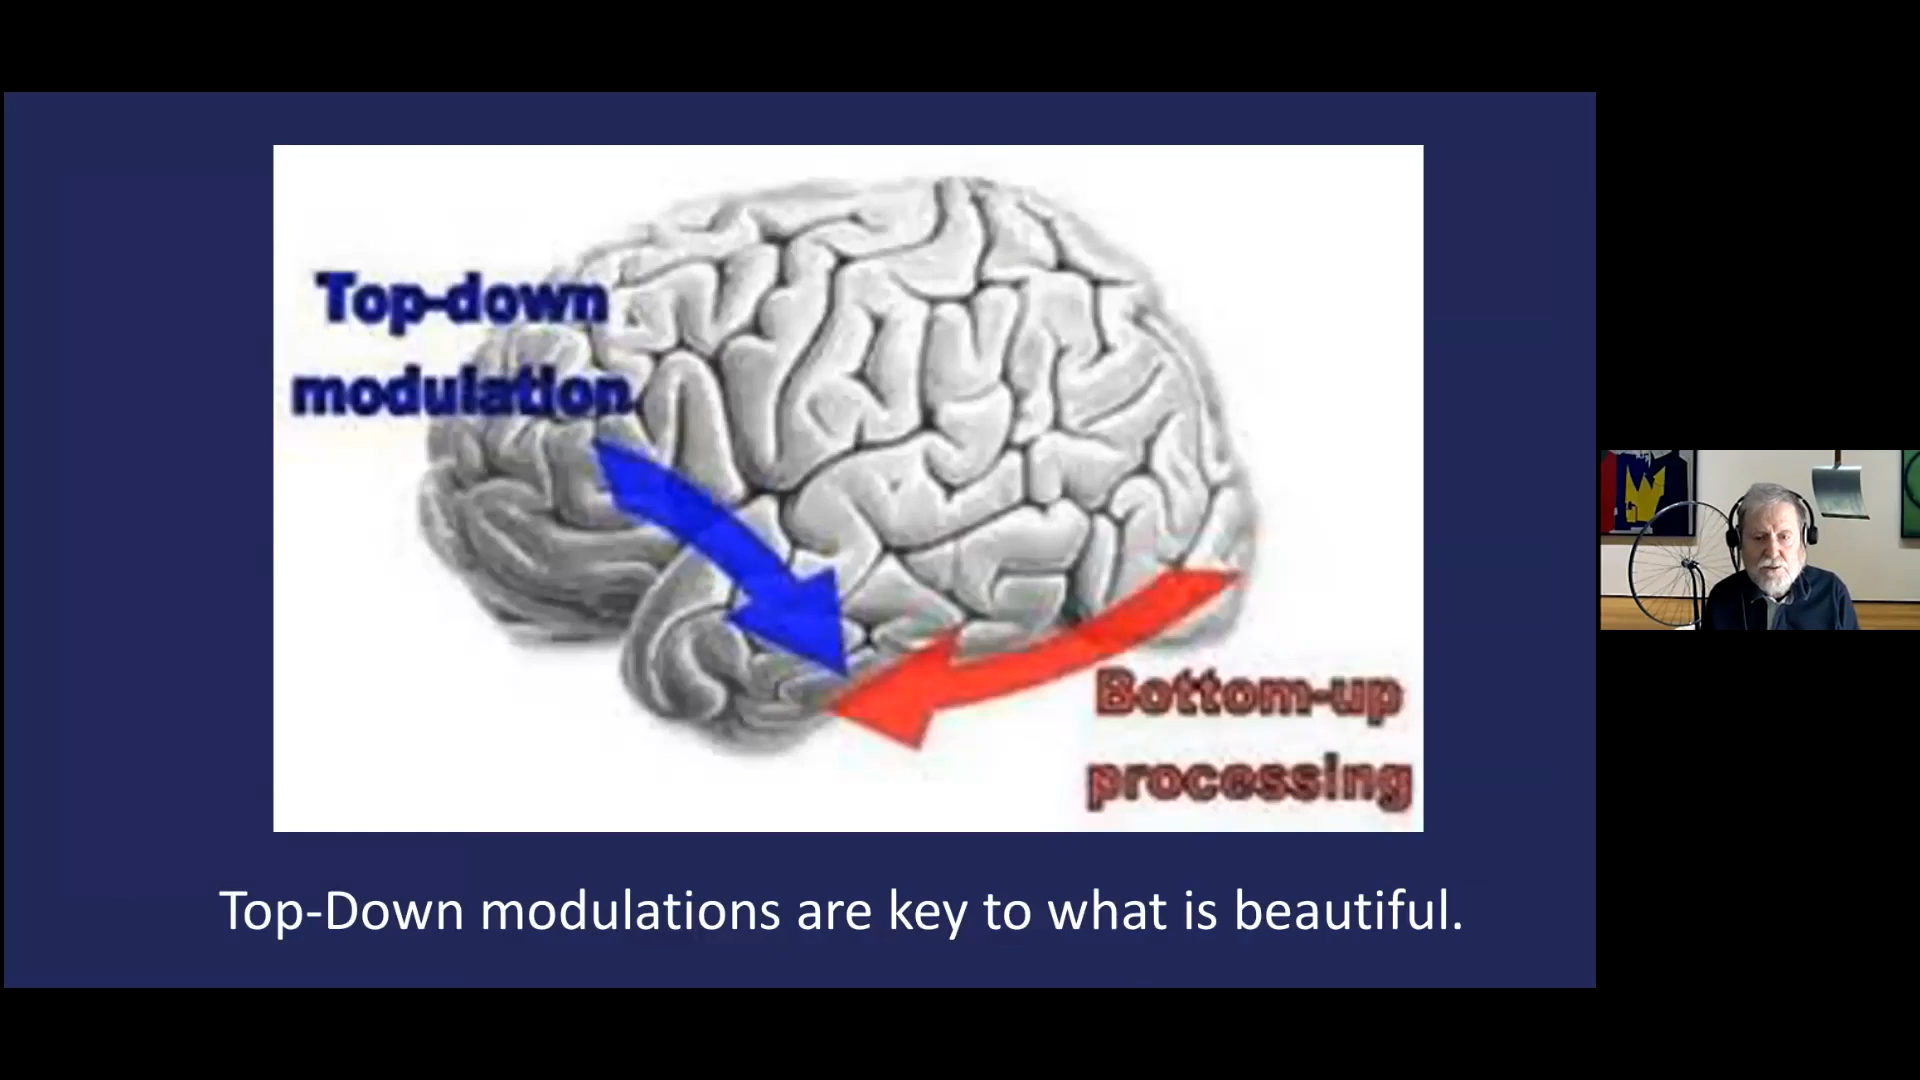 Top-down
modulation
Bottom-up
processing
Top-Down modulations are key to what is beautiful.